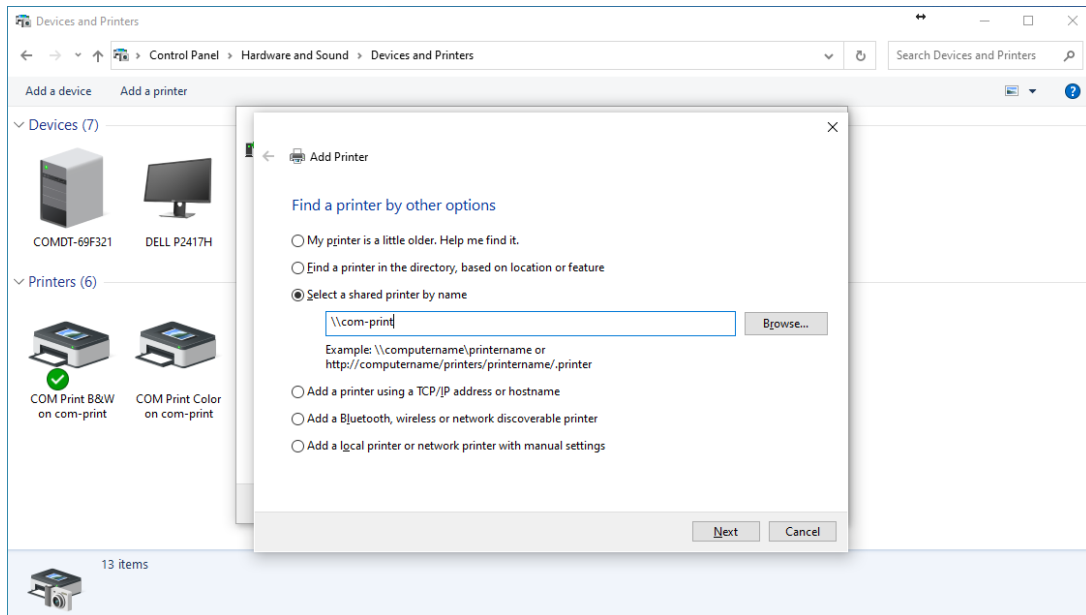 Devices and Printers
Control Panel > Hardware and Sound > Devices and Printers
Search Devices and Printers
Add a device Add a printer
?
Devices (7)
COMDT-69F321
DELL P2417H
Printers (6)
COM Print B&W
on com-print
COM Print Color
on com-print
Add Printer
Find a printer by other options
My printer is a little older. Help me find it.
Find a printer in the directory, based on location or feature
Select a shared printer by name
\\com-print
Browse...
Example: \\computername\printername or
http://computername/printers/printername/.printer
Add a printer using a TCP/IP address or hostname
Add a Bluetooth, wireless or network discoverable printer
Add a local printer or network printer with manual settings
Next Cancel
13 items